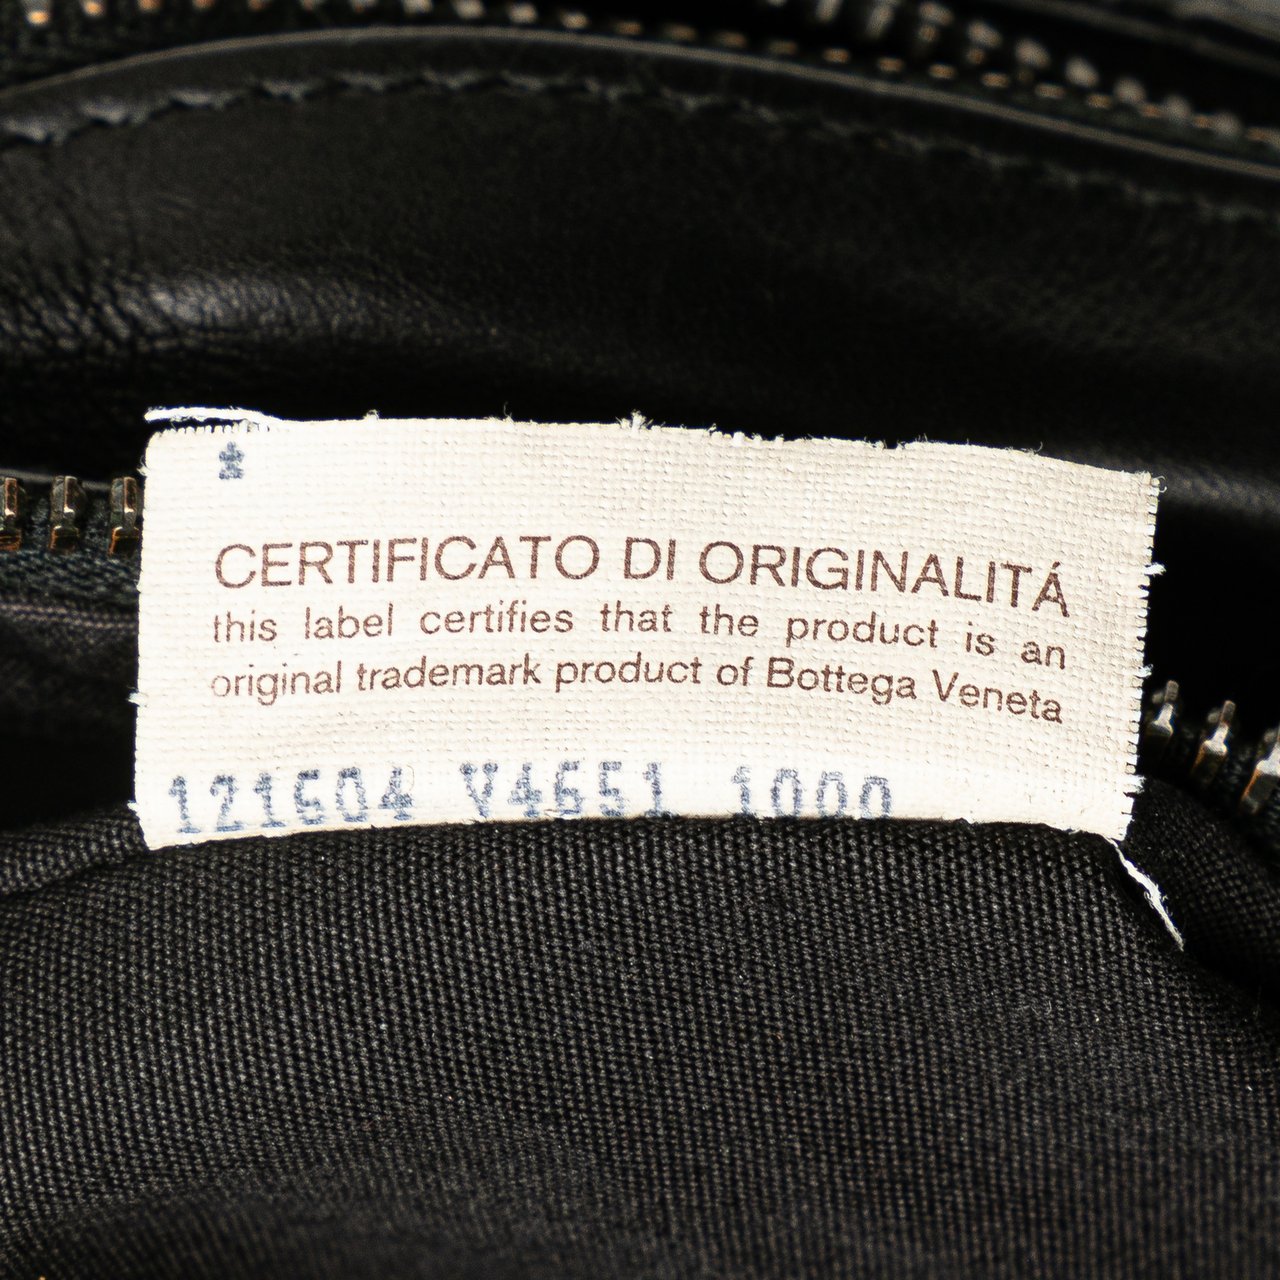 *
CERTIFICATO DI ORIGINALITÁ
this label certifies that the product is an
original trademark product of Bottega Veneta
121604 V4651 1000